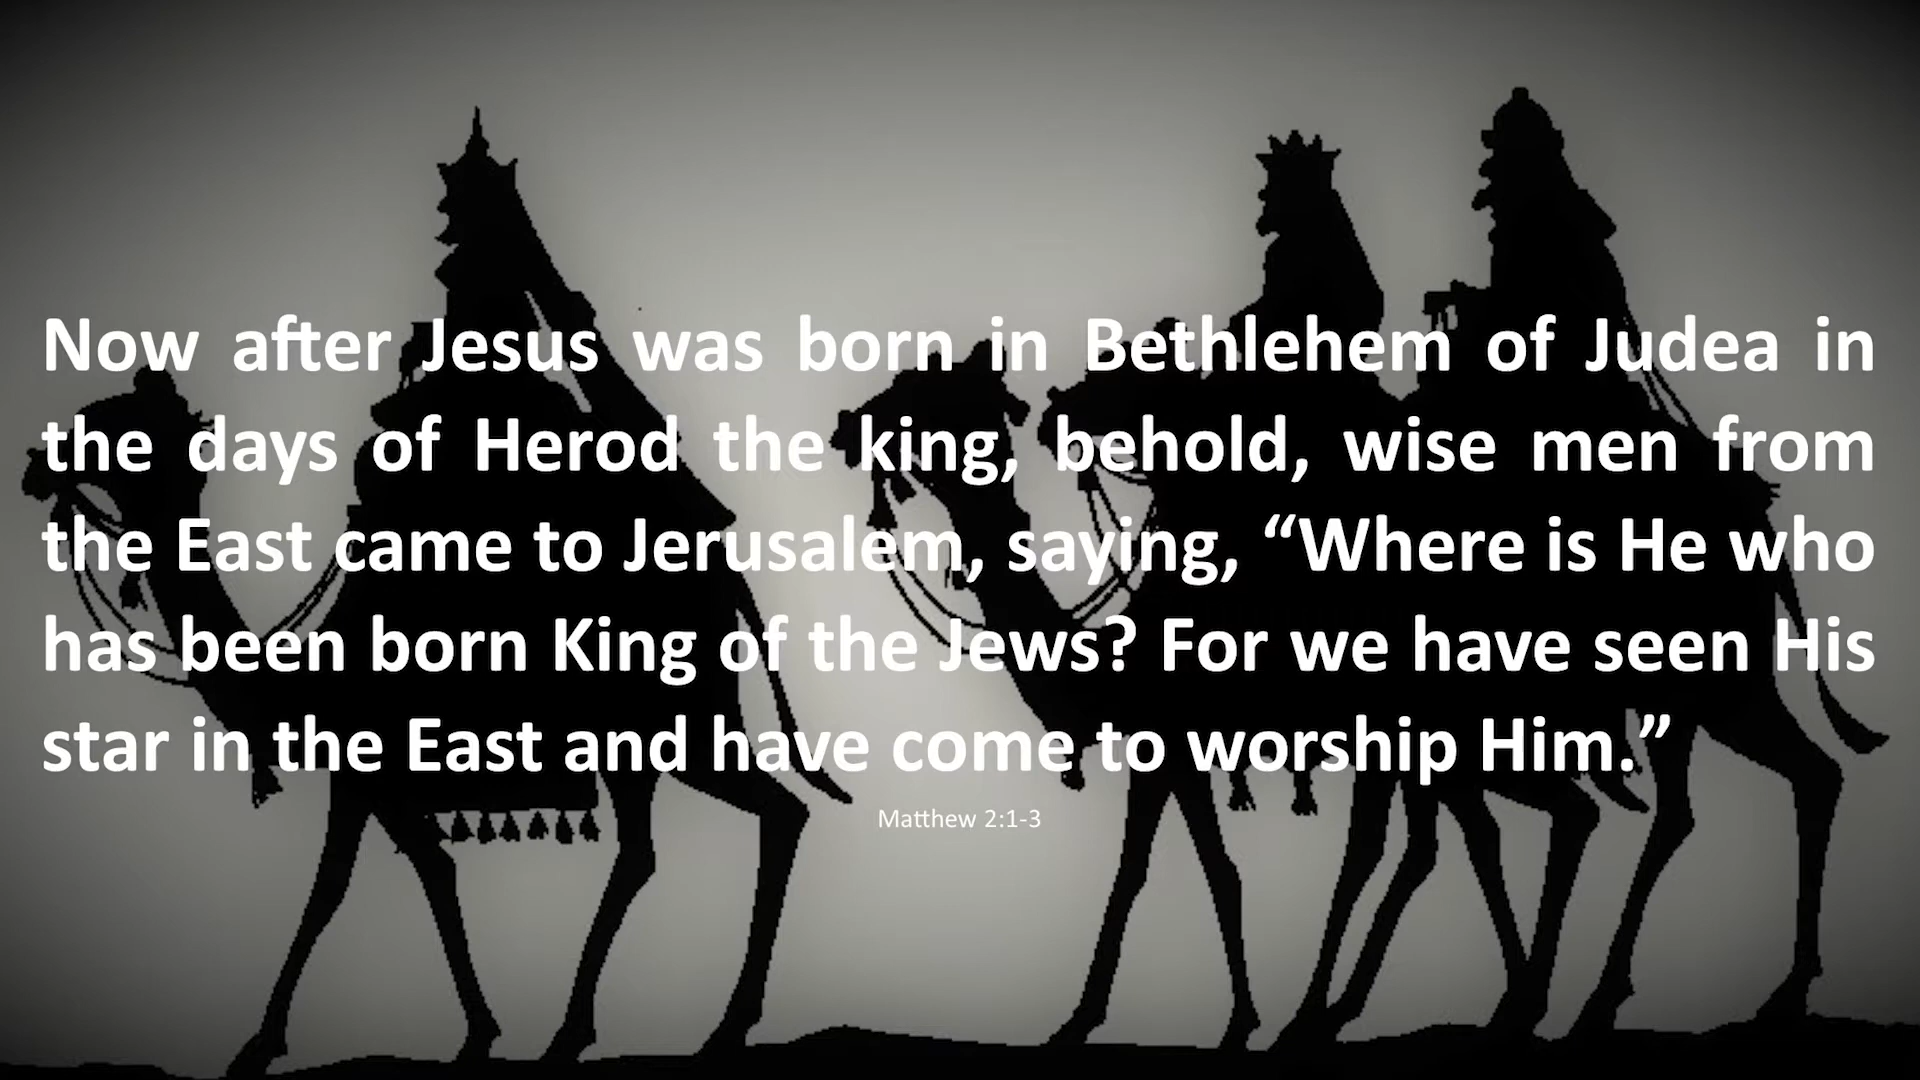 Now after Jesus was born in Bethlehem of Judea in
the days of Herod the king, behold, wise men from
the East came to Jerusalem, saying, “Where is He who
has been born King of the Jews? For we have seen His
star in the East and have come to worship Him.”
Matthew 2:1-3